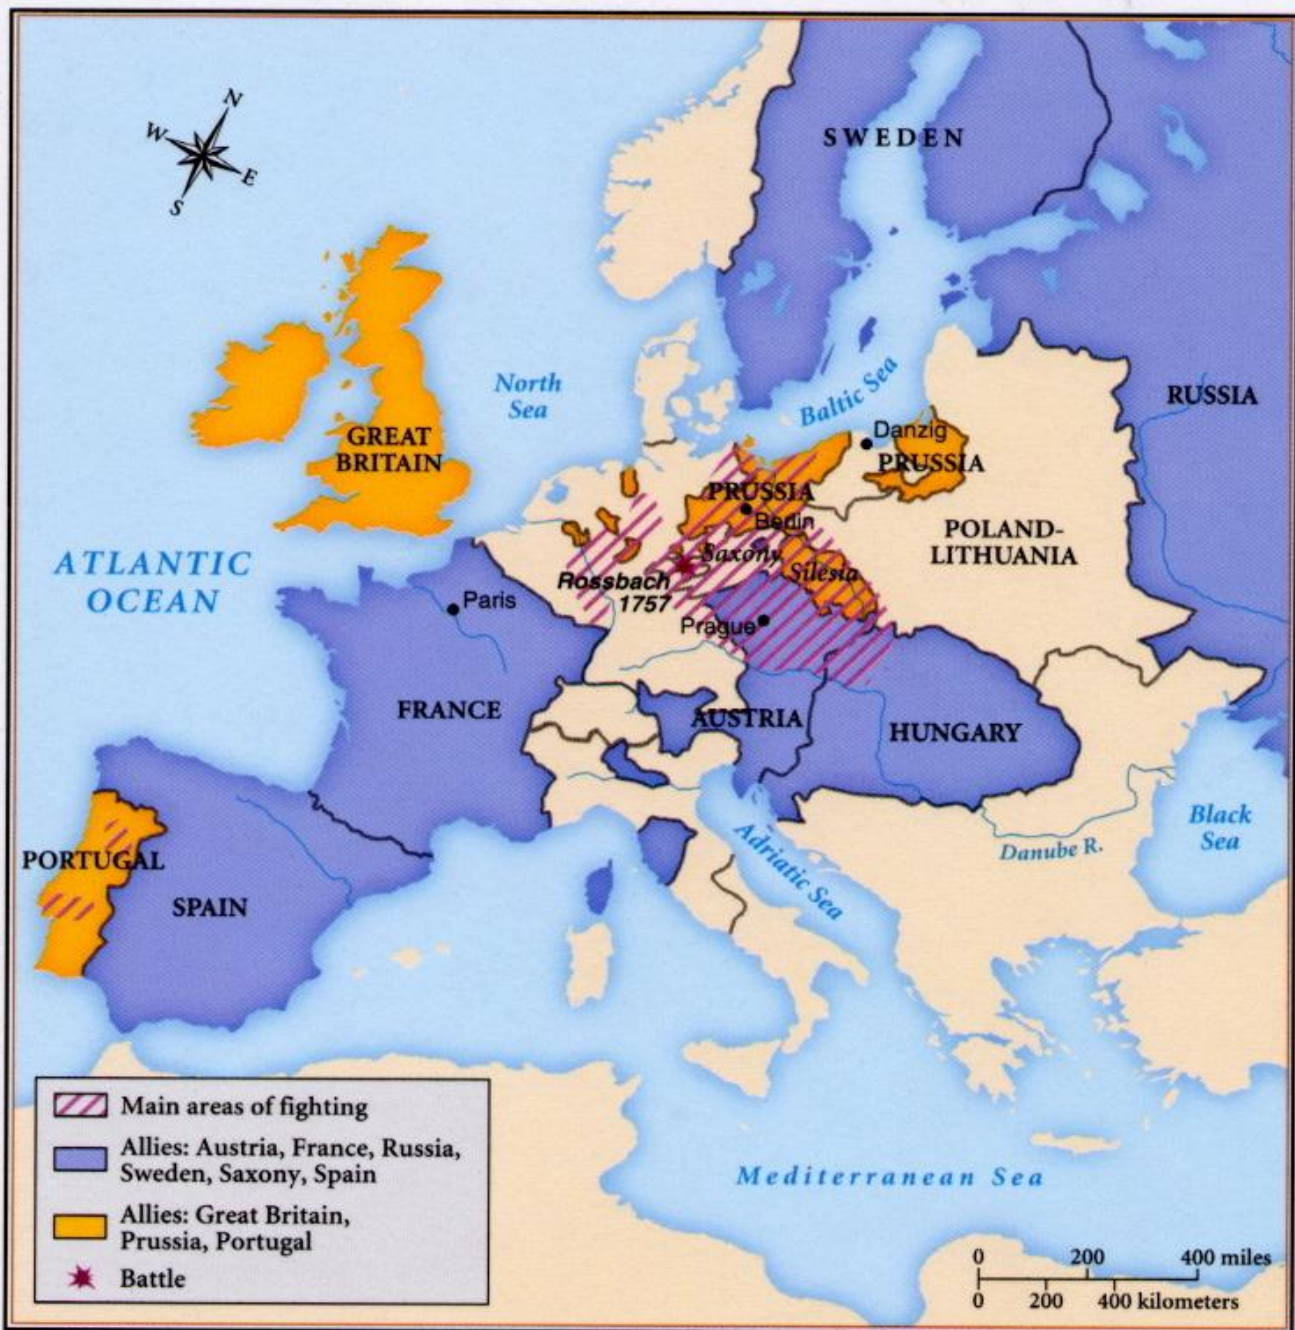 N
W
E
S
SWEDEN
North
Sea
Baltic Sea
RUSSIA
GREAT
BRITAIN
Danzig
PRUSSIA
PRUSSIA
Berlin
POLAND-
LITHUANIA
ATLANTIC
OCEAN
Saxony
Silesia
Rossbach
1757
Paris
Prague
FRANCE
AUSTRIA
HUNGARY
Black
Sea
Adriatic Sea
Danube R.
PORTUGAL
SPAIN
Main areas of fighting
Allies: Austria, France, Russia,
Sweden, Saxony, Spain
Allies: Great Britain,
Prussia, Portugal
Battle
Mediterranean Sea
0 200 400 miles
0 200 400 kilometers